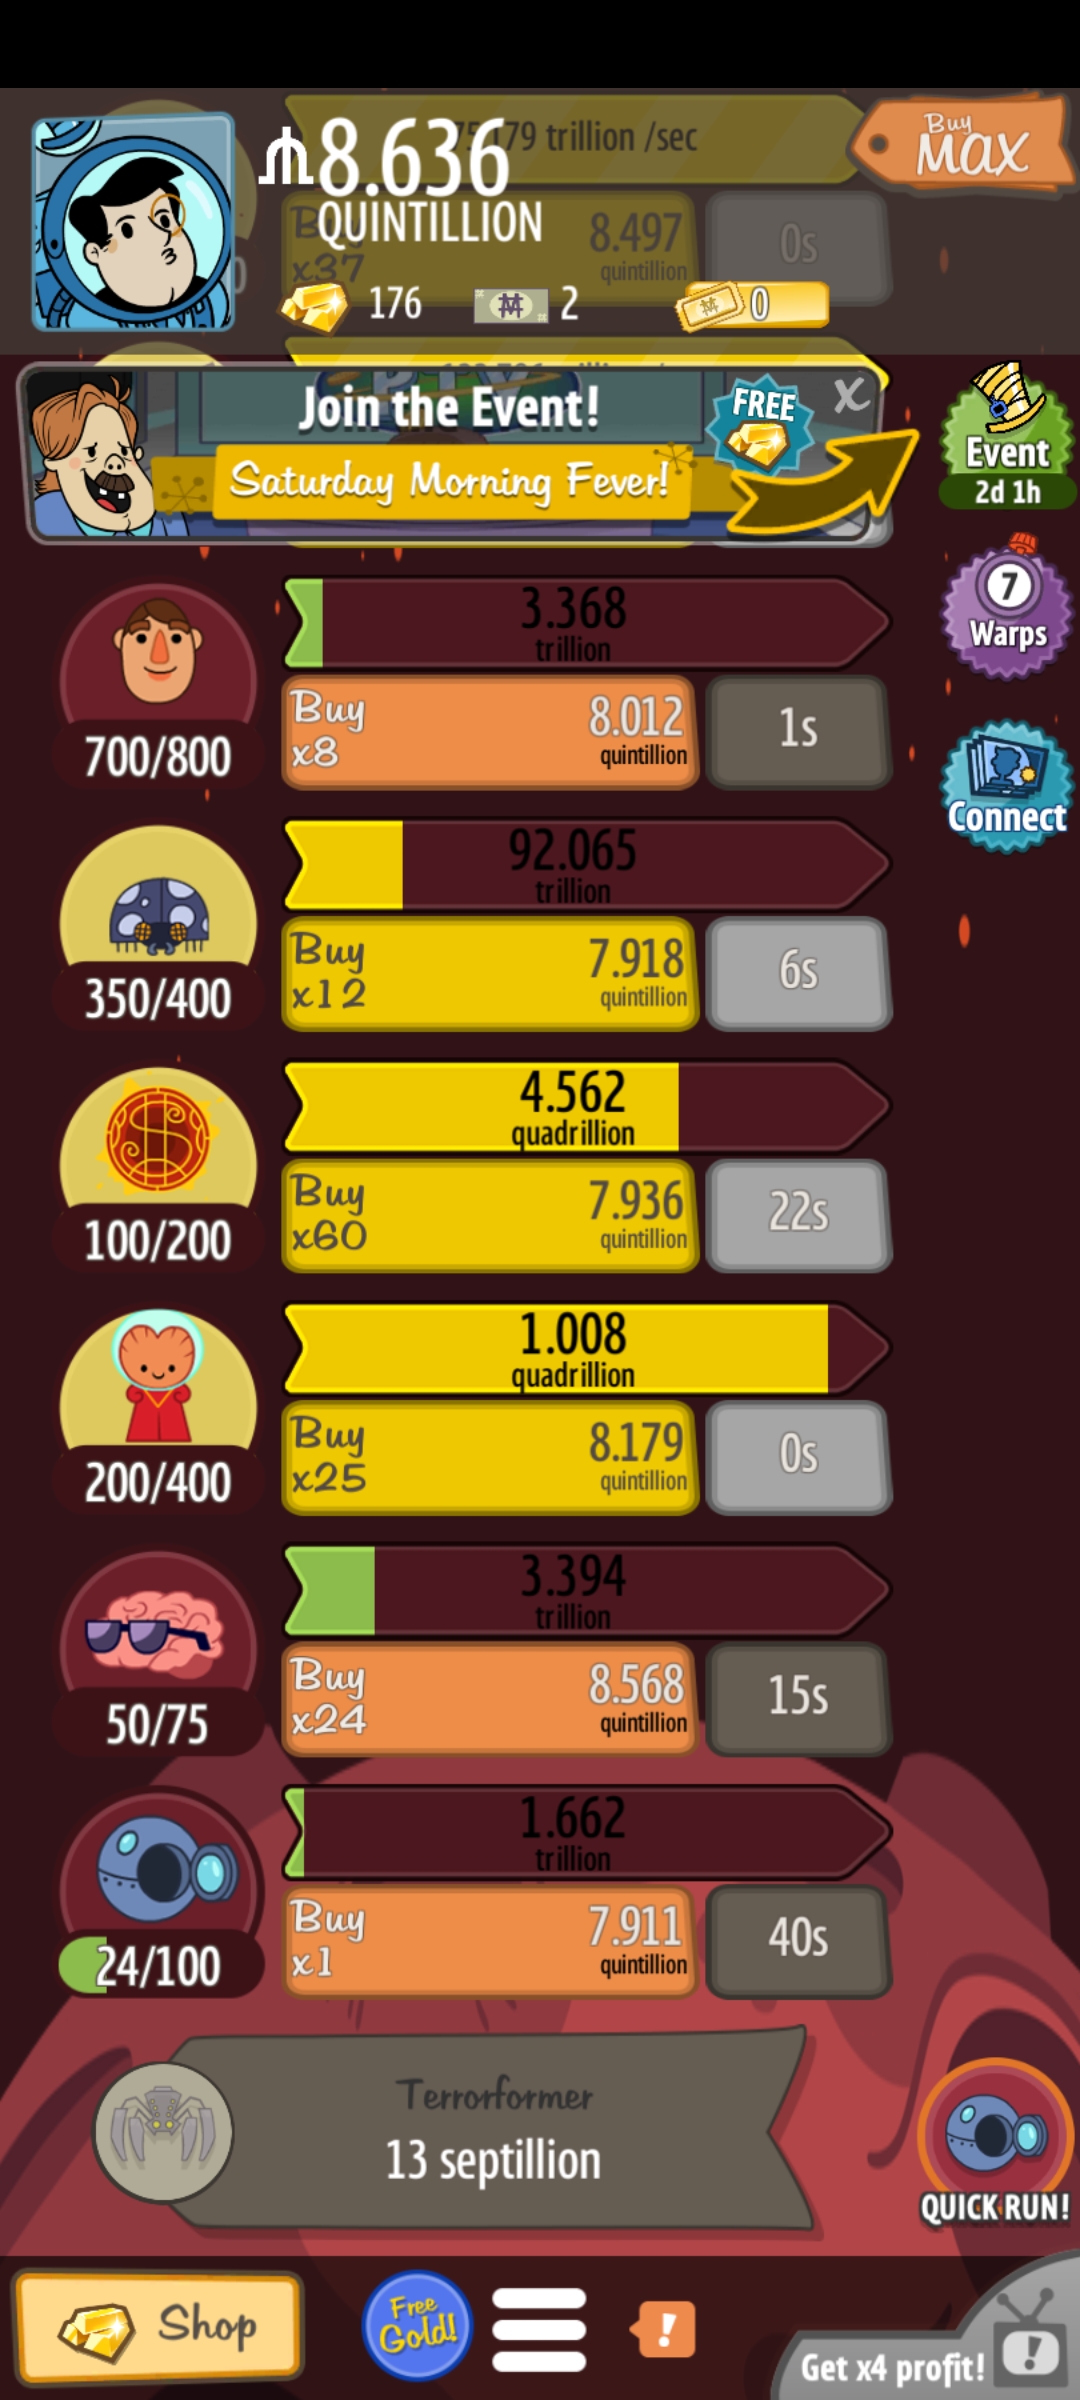 8.636
trillion /sec
Buy
MAX
QUINTILLION
8.497
quintillion
x37
0s
176
2
0
Join the Event!
FREE
X
Saturday Morning Fever!
Event
2d 1h
7
Warps
Connect
3.368
trillion
700/800
Buy
x8
8.012
quintillion
1s
92.065
trillion
350/400
Buy
x12
7.918
quintillion
6s
4.562
quadrillion
100/200
Buy
x60
7.936
quintillion
22s
1.008
quadrillion
200/400
Buy
x25
8.179
quintillion
0s
3.394
trillion
50/75
Buy
x24
8.568
quintillion
15s
1.662
trillion
24/100
Buy
x1
7.911
quintillion
40s
Terrorformer
13 septillion
QUICK RUN!
Shop
Free
Gold!
!
Get x4 profit!
!